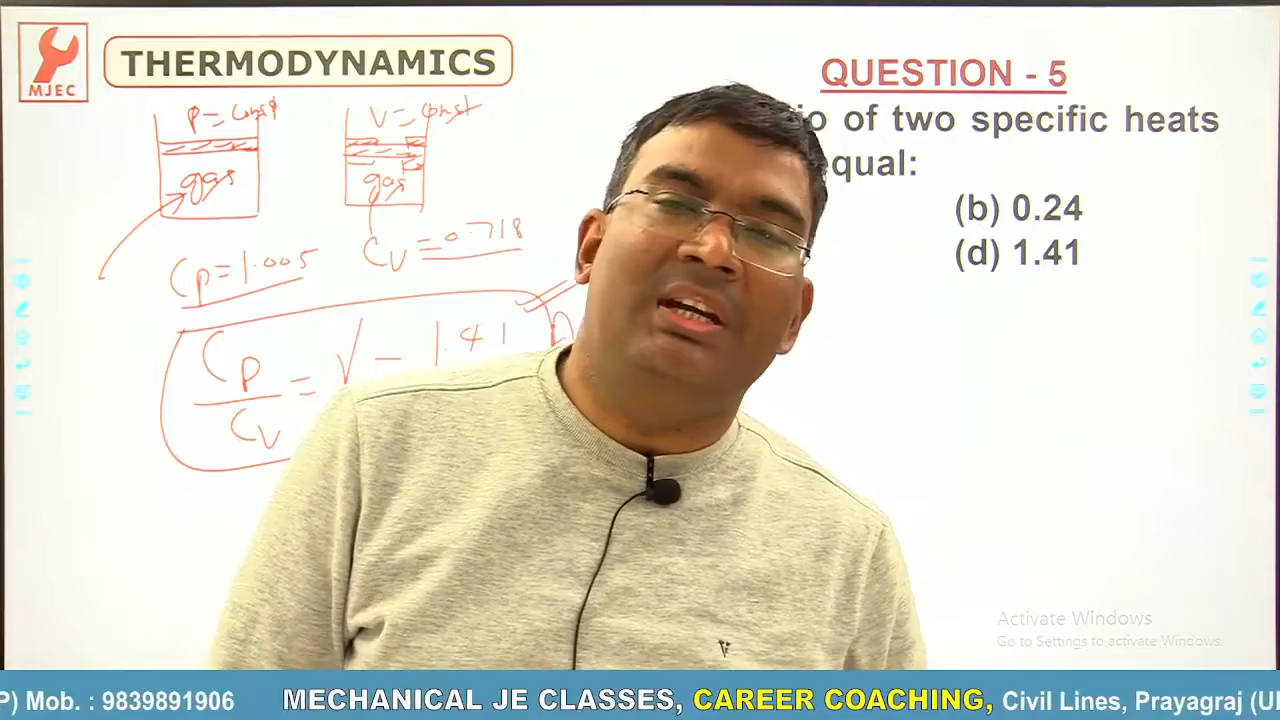 MJEC
THERMODYNAMICS
P = Const
gas
V = Const
gas
Cp = 1.005
Cv = 0.718
Cp
Cv
= γ - 1.41
QUESTION - 5
of two specific heats
equal:
(b) 0.24
(d) 1.41
Activate Windows
Go to Settings to activate Windows.
P) Mob. : 9839891906 MECHANICAL JE CLASSES, CAREER COACHING, Civil Lines, Prayagraj (U